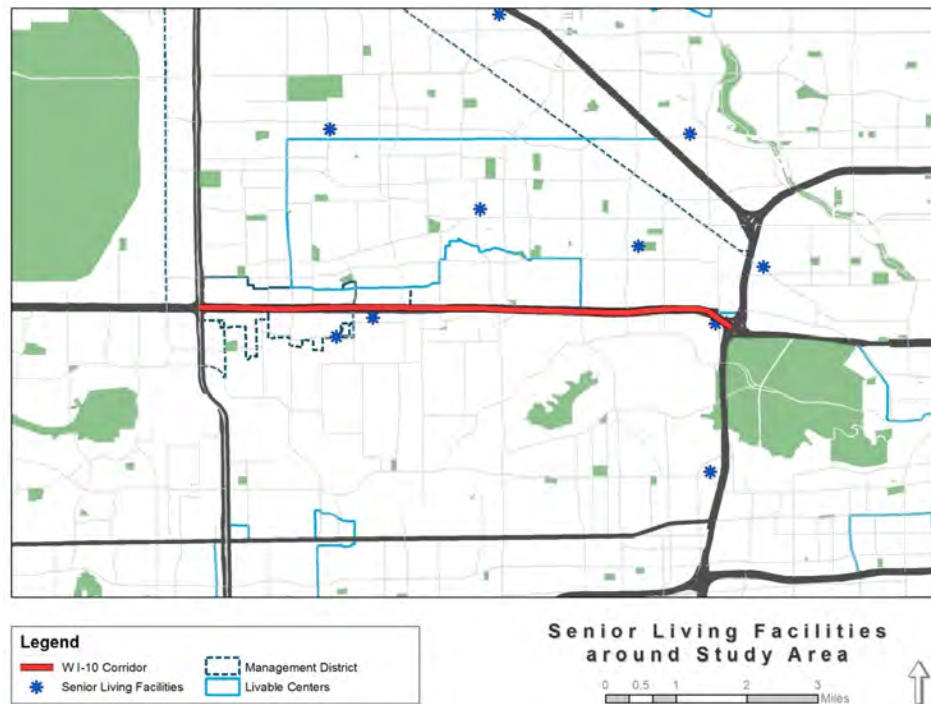 Legend
W I-10 Corridor
Senior Living Facilities
Management District
Livable Centers
Senior Living Facilities
around Study Area
0 0.5 1 2 3
Miles